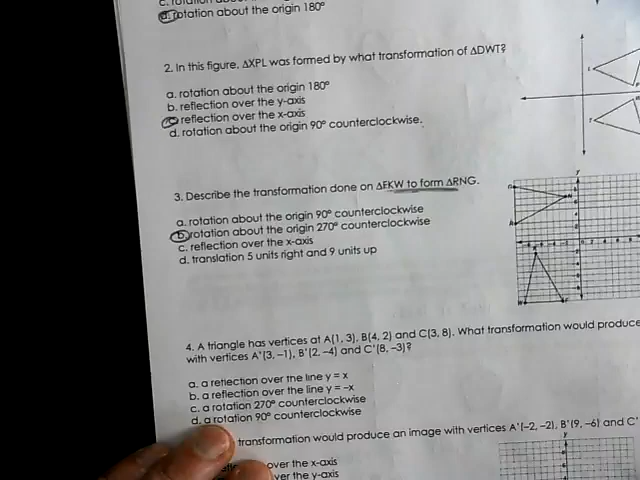 a. rotation about the origin 180°
2. In this figure, ΔXPL was formed by what transformation of ΔDWT?
a. rotation about the origin 180°
b. reflection over the y-axis
c. reflection over the x-axis
d. rotation about the origin 90° counterclockwise.
3. Describe the transformation done on ΔFKW to form ΔRNG.
a. rotation about the origin 90° counterclockwise
b. rotation about the origin 270° counterclockwise
c. reflection over the x-axis
d. translation 5 units right and 9 units up
4. A triangle has vertices at A(1, 3), B(4, 2) and C(3, 8). What transformation would produce
with vertices A'(3, −1), B'(2, −4) and C'(8, −3)?
a. a reflection over the line y = x
b. a reflection over the line y = −x
c. a rotation 270° counterclockwise
d. a rotation 90° counterclockwise
transformation would produce an image with vertices A'(−2, −2), B'(9, −6) and C'
over the x-axis
over the y-axis